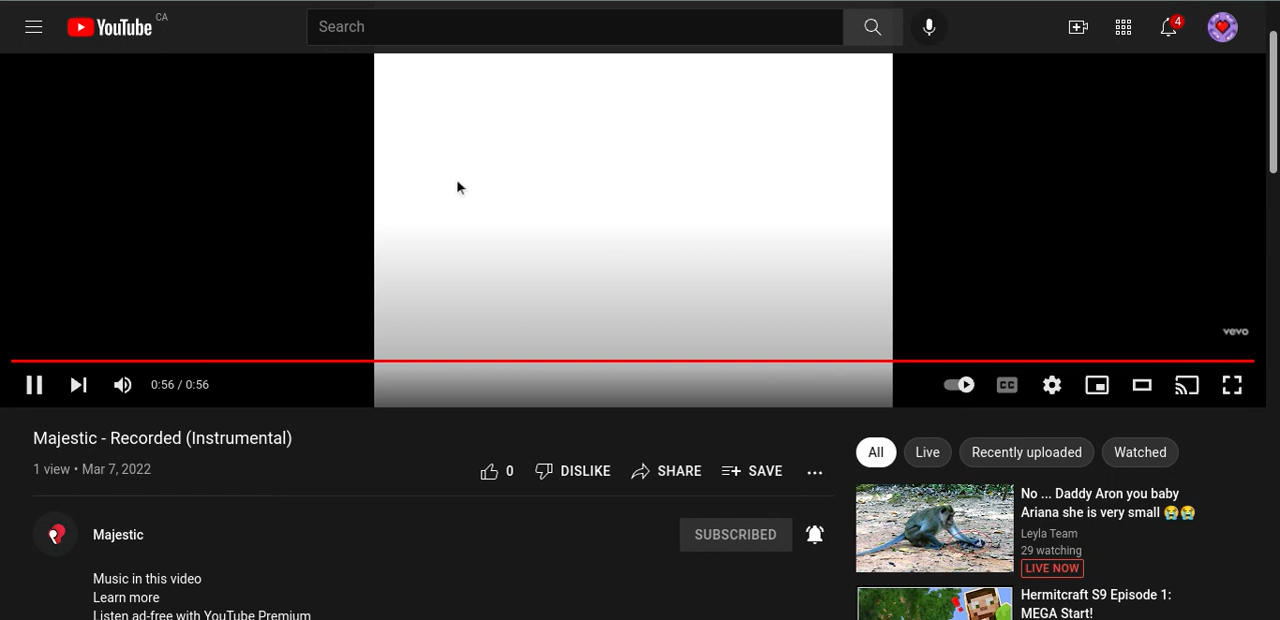 YouTube CA
Search
4
vevo
0:56 / 0:56
CC
Majestic - Recorded (Instrumental)
1 view • Mar 7, 2022
0 DISLIKE SHARE SAVE ...
Majestic
SUBSCRIBED
Music in this video
Learn more
Listen ad-free with YouTube Premium
All Live Recently uploaded Watched
No ... Daddy Aron you baby
Ariana she is very small 😭😭
Leyla Team
29 watching
LIVE NOW
Hermitcraft S9 Episode 1:
MEGA Start!